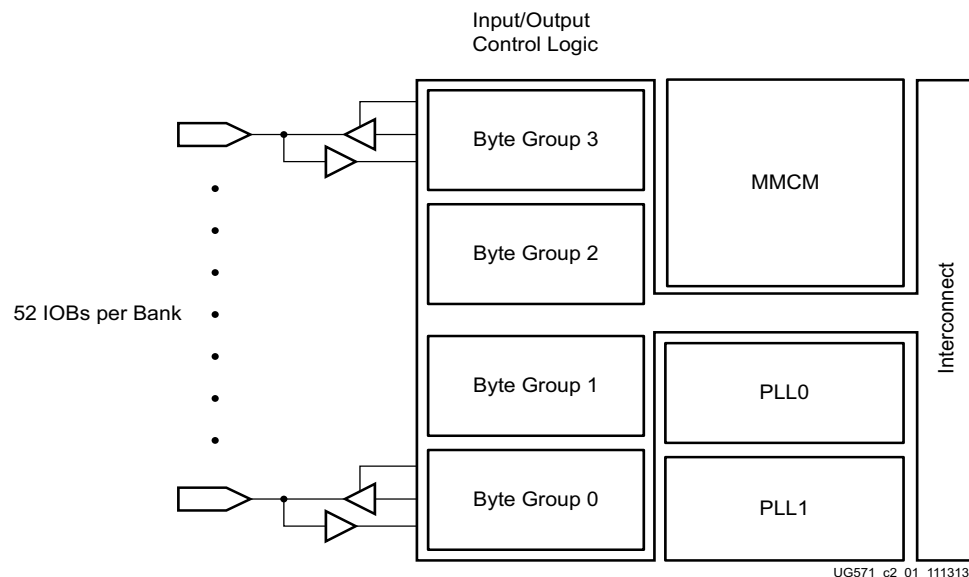 Input/Output
Control Logic
Byte Group 3
MMCM
Byte Group 2
52 IOBs per Bank
Interconnect
Byte Group 1
PLL0
Byte Group 0
PLL1
UG571_c2_01_111313